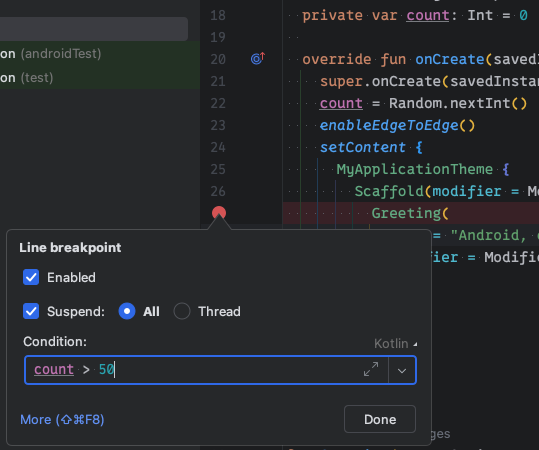 18 private var count: Int = 0
on (androidTest)
19
20 override fun onCreate(savedI
on (test)
21 super.onCreate(savedInstan
22 count = Random.nextInt()
23 enableEdgeToEdge()
24 setContent {
25 MyApplicationTheme {
26 Scaffold(modifier = Mo
Greeting(
= "Android,
ifier = Modifie
Line breakpoint
Enabled
Suspend: All Thread
Condition: Kotlin
count > 50
More (⇧⌘F8) Done
ges